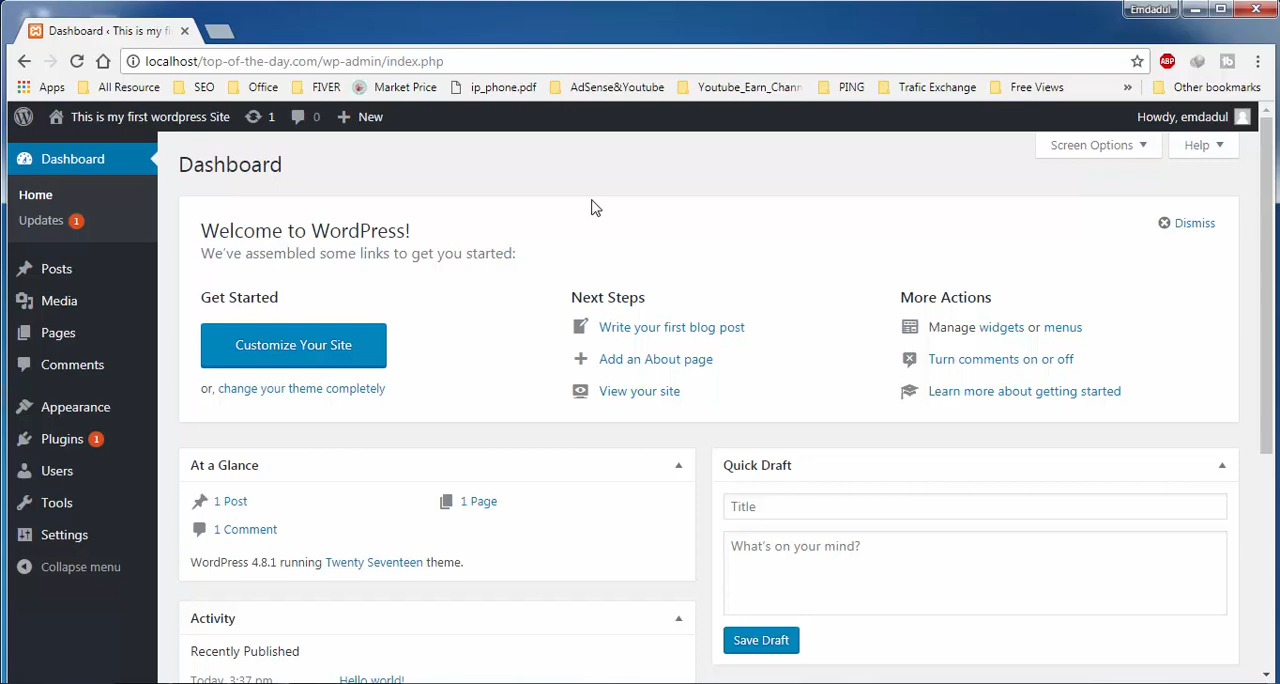 Emdadul
Dashboard ‹ This is my fi
localhost/top-of-the-day.com/wp-admin/index.php
ABP
Apps All Resource SEO Office FIVER Market Price ip_phone.pdf AdSense&Youtube Youtube_Earn_Chann PING Trafic Exchange Free Views » Other bookmarks
This is my first wordpress Site 1 0 New Howdy, emdadul
Screen Options Help
Dashboard
Home
Updates 1
Posts
Media
Pages
Comments
Appearance
Plugins 1
Users
Tools
Settings
Collapse menu
Dashboard
Welcome to WordPress!
Dismiss
We've assembled some links to get you started:
Get Started
Customize Your Site
or, change your theme completely
Next Steps
Write your first blog post
Add an About page
View your site
More Actions
Manage widgets or menus
Turn comments on or off
Learn more about getting started
At a Glance
1 Post 1 Page
1 Comment
WordPress 4.8.1 running Twenty Seventeen theme.
Activity
Recently Published
Today, 3:37 pm Hello world!
Quick Draft
Title
What's on your mind?
Save Draft